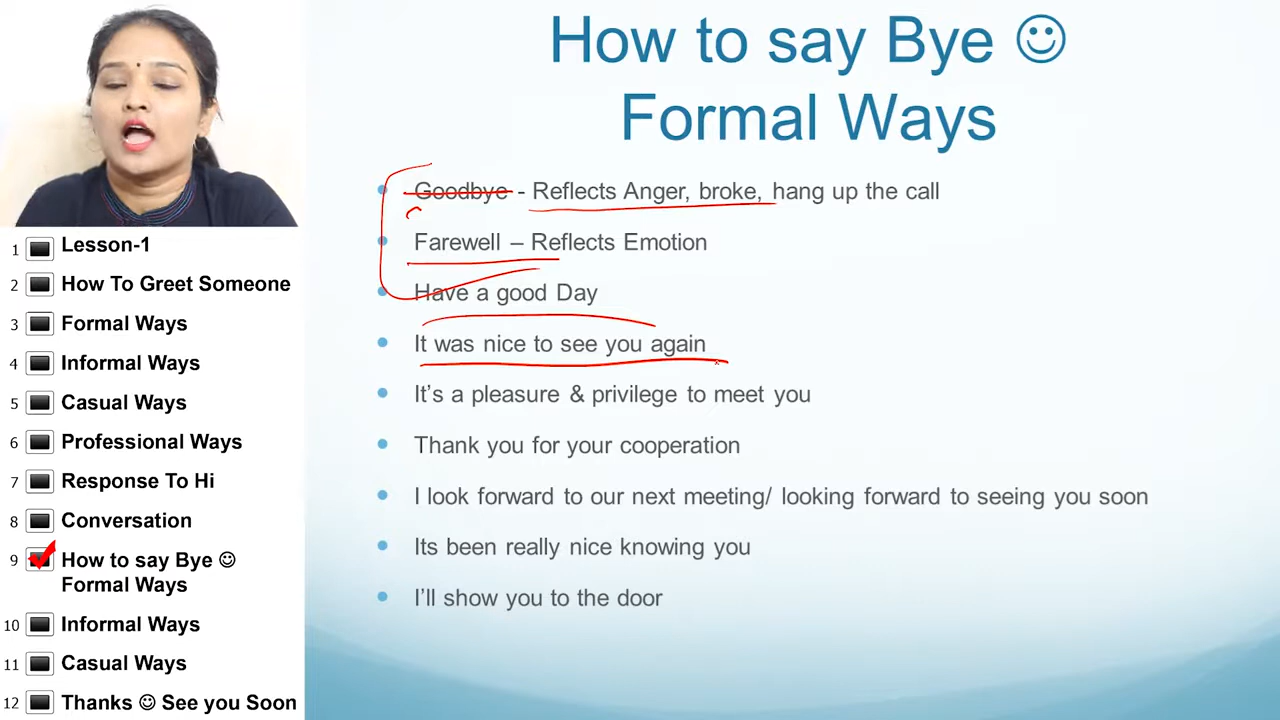 How to say Bye ☺
Formal Ways
Goodbye - Reflects Anger, broke, hang up the call
Farewell – Reflects Emotion
Have a good Day
It was nice to see you again
It’s a pleasure & privilege to meet you
Thank you for your cooperation
I look forward to our next meeting/ looking forward to seeing you soon
Its been really nice knowing you
I’ll show you to the door
1 Lesson-1
2 How To Greet Someone
3 Formal Ways
4 Informal Ways
5 Casual Ways
6 Professional Ways
7 Response To Hi
8 Conversation
9 How to say Bye ☺
Formal Ways
10 Informal Ways
11 Casual Ways
12 Thanks ☺ See you Soon